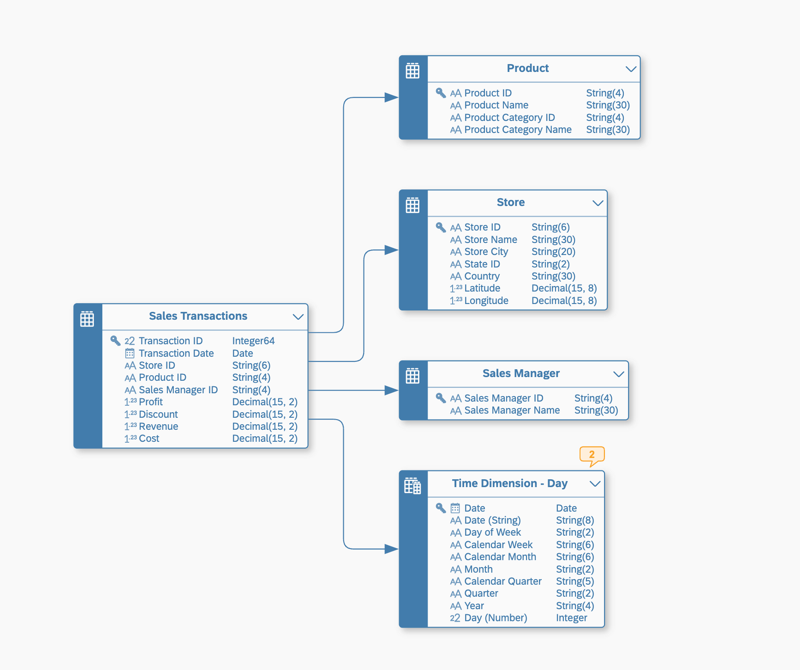 Product
Product ID String(4)
Product Name String(30)
Product Category ID String(4)
Product Category Name String(30)
Store
Store ID String(6)
Store Name String(30)
Store City String(20)
State ID String(2)
Country String(30)
Latitude Decimal(15, 8)
Longitude Decimal(15, 8)
Sales Transactions
Transaction ID Integer64
Transaction Date Date
Store ID String(6)
Product ID String(4)
Sales Manager ID String(4)
Profit Decimal(15, 2)
Discount Decimal(15, 2)
Revenue Decimal(15, 2)
Cost Decimal(15, 2)
Sales Manager
Sales Manager ID String(4)
Sales Manager Name String(30)
2
Time Dimension - Day
Date Date
Date (String) String(8)
Day of Week String(2)
Calendar Week String(6)
Calendar Month String(6)
Month String(2)
Calendar Quarter String(5)
Quarter String(2)
Year String(4)
Day (Number) Integer